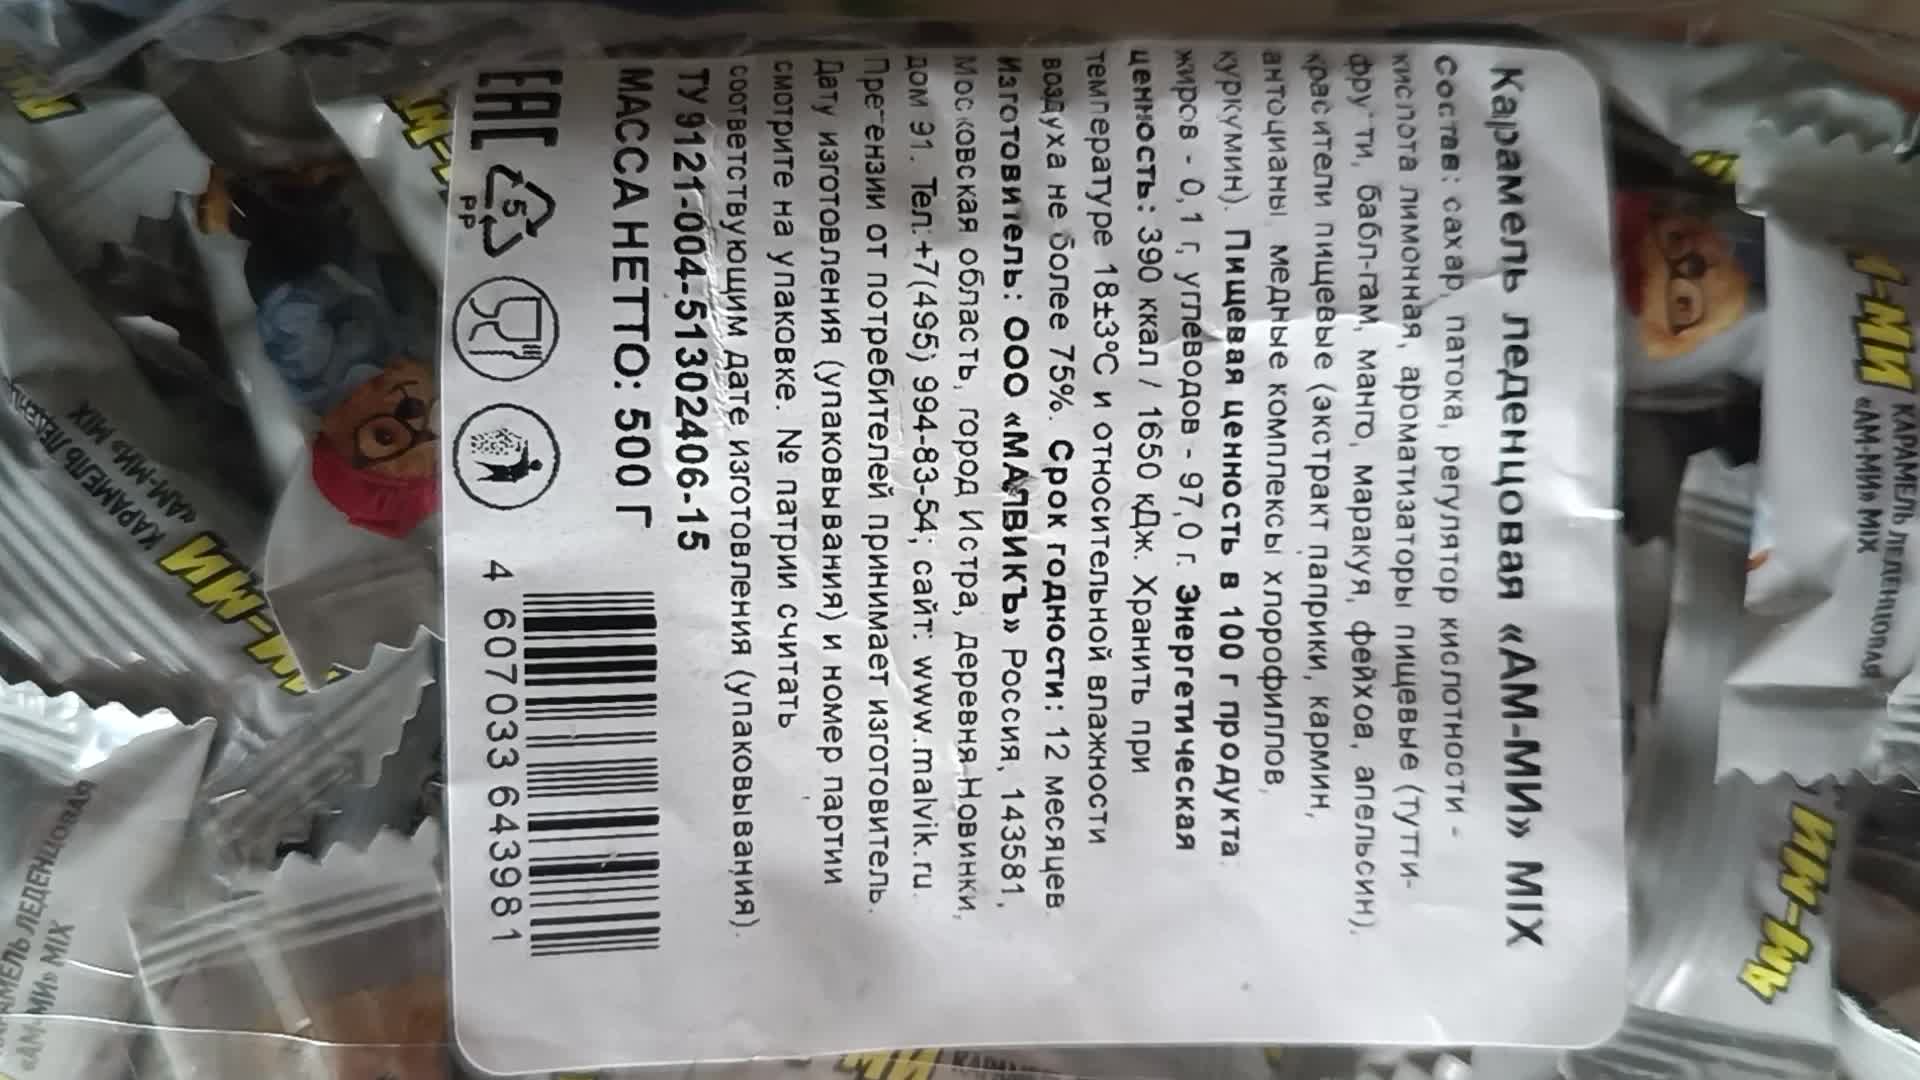 Карамель леденцовая «АМ-МИ» MIX
состав: сахар, патока, регулятор кислотности -
кислота лимонная, ароматизаторы пищевые (тутти-
фрутти, бабл-гам, манго, маракуя, фейхоа, апельсин),
красители пищевые (экстракт паприки, кармин,
антоцианы, медные комплексы хлорофиллов,
куркумин). Пищевая ценность в 100 г продукта:
жиров - 0,1 г, углеводов - 97,0 г. Энергетическая
ценность: 390 ккал / 1650 кДж. Хранить при
температуре 18±3°С и относительной влажности
воздуха не более 75%. Срок годности: 12 месяцев.
Изготовитель: ООО «МАЛВИКЪ» Россия, 143581,
Московская область, город Истра, деревня Новинки,
дом 91. Тел: +7(495) 994-83-54; сайт: www.malvik.ru.
Претензии от потребителей принимает изготовитель.
Дату изготовления (упаковывания) и номер партии
смотрите на упаковке. № патрии считать
соответствующим дате изготовления (упаковывания).
ТУ 9121-004-51302406-15
МАССА НЕТТО: 500 Г
EAC
5
PP
4 607033 643981
КАРАМЕЛЬ ЛЕДЕНЦОВАЯ
«АМ-МИ» MIX
КАРАМЕЛЬ ЛЕДЕНЦОВАЯ
«АМ-МИ» MIX